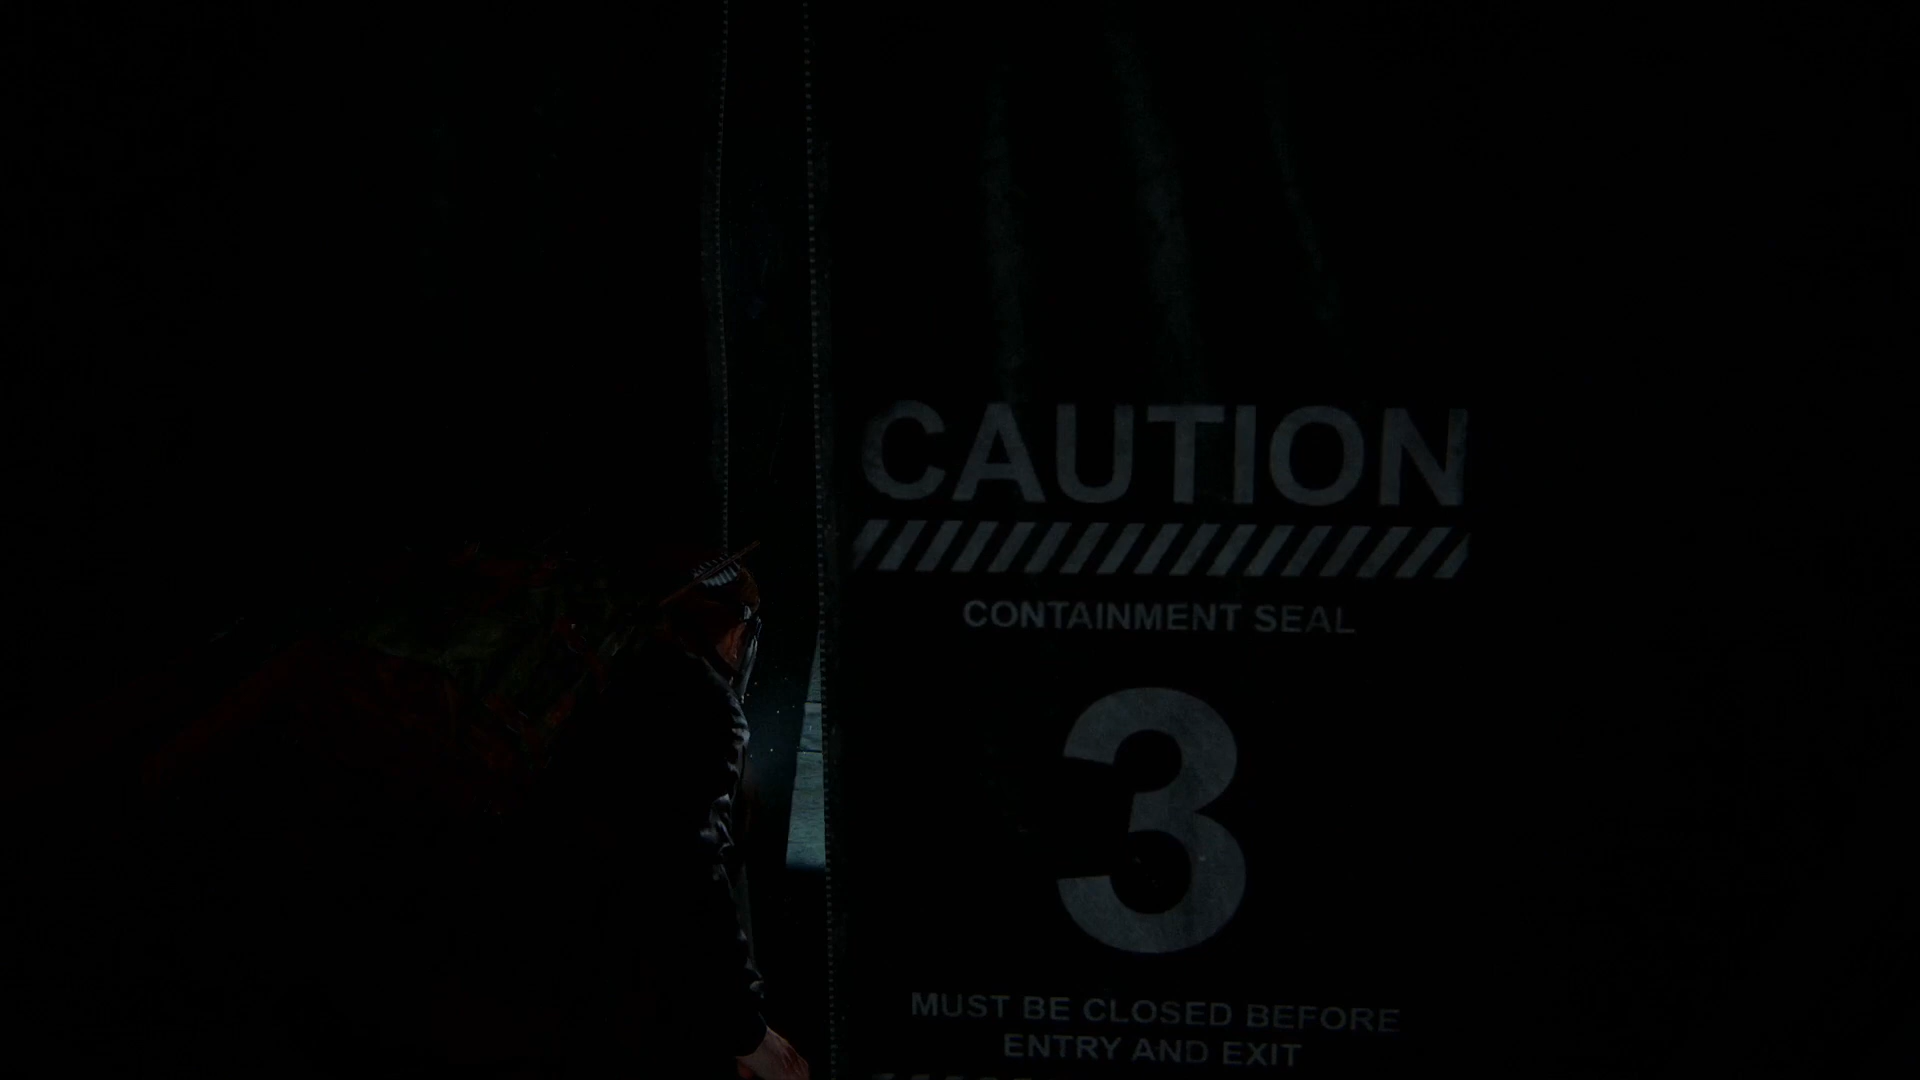 CAUTION
CONTAINMENT SEAL
3
MUST BE CLOSED BEFORE
ENTRY AND EXIT